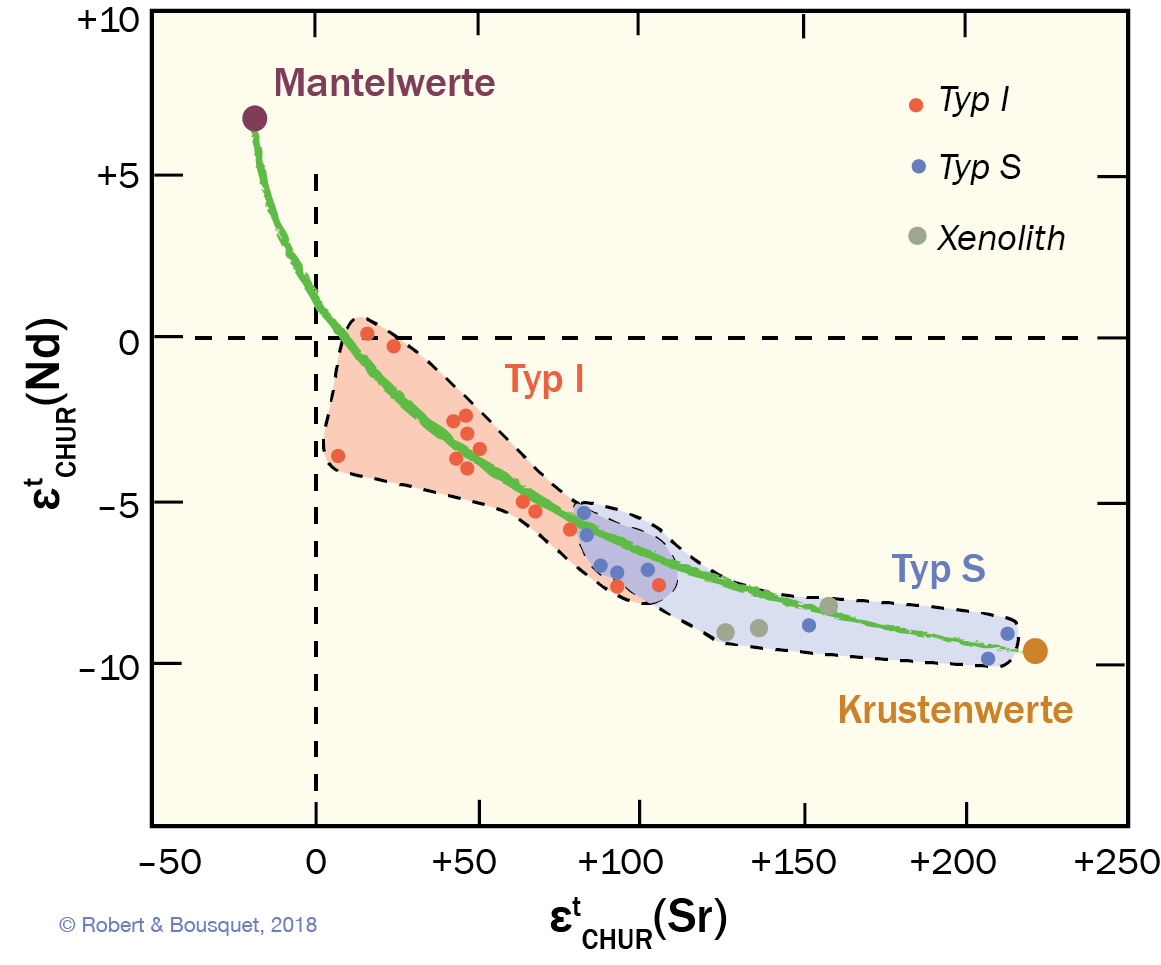 +10
+5
0
−5
−10
εᵗCHUR(Nd)
Mantelwerte
Typ I
Typ S
Xenolith
Typ I
Typ S
Krustenwerte
−50
0
+50
+100
+150
+200
+250
εᵗCHUR(Sr)
© Robert & Bousquet, 2018